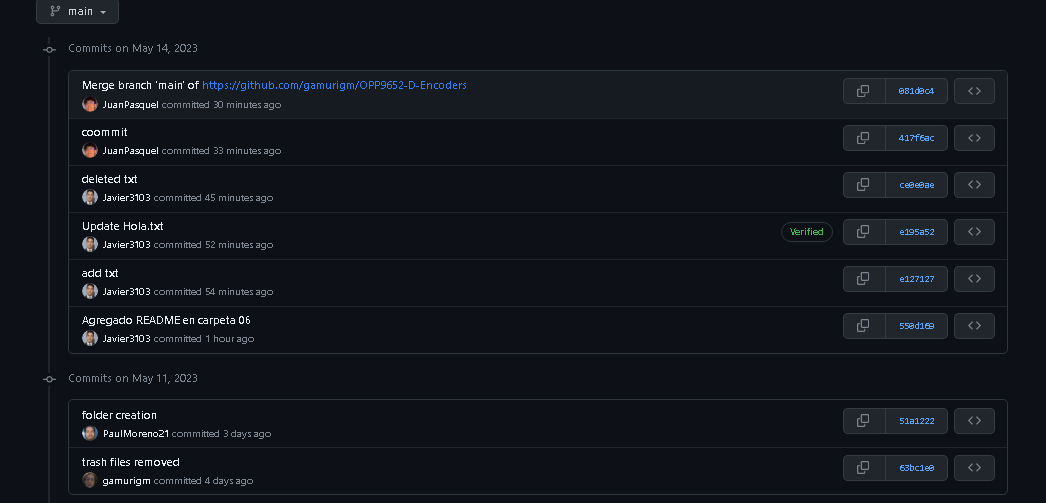 main
Commits on May 14, 2023
Merge branch 'main' of https://github.com/gamurigm/OPP9652-D-Encoders
JuanPasquel committed 30 minutes ago
081d0c4
coommit
JuanPasquel committed 33 minutes ago
417f6ac
deleted txt
Javier3103 committed 45 minutes ago
ce0e0ae
Update Hola.txt
Javier3103 committed 52 minutes ago
Verified
e195a52
add txt
Javier3103 committed 54 minutes ago
e127127
Agregado README en carpeta 06
Javier3103 committed 1 hour ago
550d169
Commits on May 11, 2023
folder creation
PaulMoreno21 committed 3 days ago
51a1222
trash files removed
gamurigm committed 4 days ago
63bc1e0